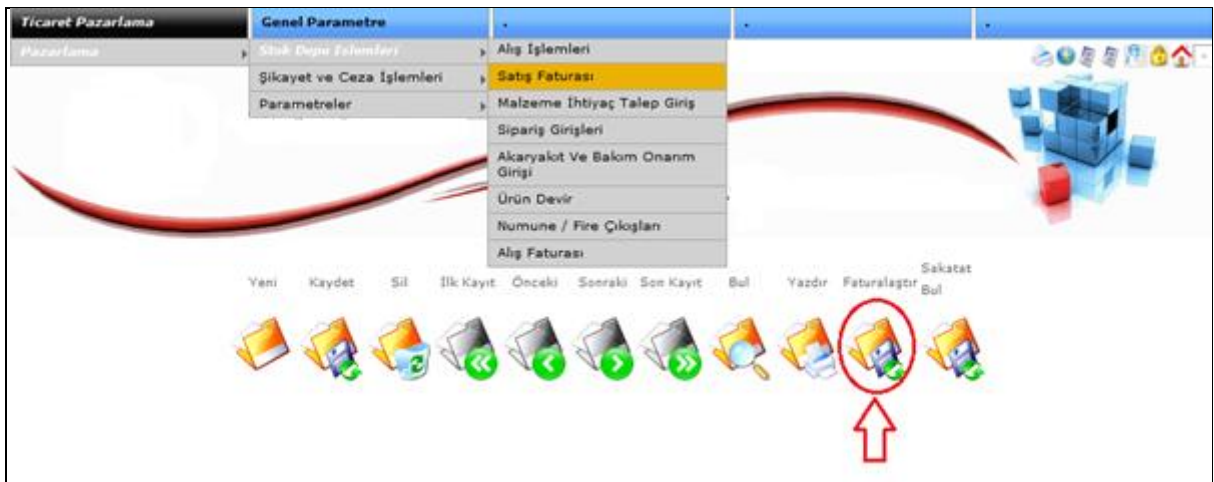 Ticaret Pazarlama
Genel Parametre
.
.
.
Pazarlama
Stok Depo İşlemleri
Alış İşlemleri
Şikayet ve Ceza İşlemleri
Satış Faturası
Parametreler
Malzeme İhtiyaç Talep Giriş
Sipariş Girişleri
Akaryakıt Ve Bakım Onarım
Girişi
Ürün Devir
Numune / Fire Çıkışları
Alış Faturası
Yeni
Kaydet
Sil
İlk Kayıt
Önceki
Sonraki
Son Kayıt
Bul
Yazdır
Faturalaştır
Sakatat
Bul